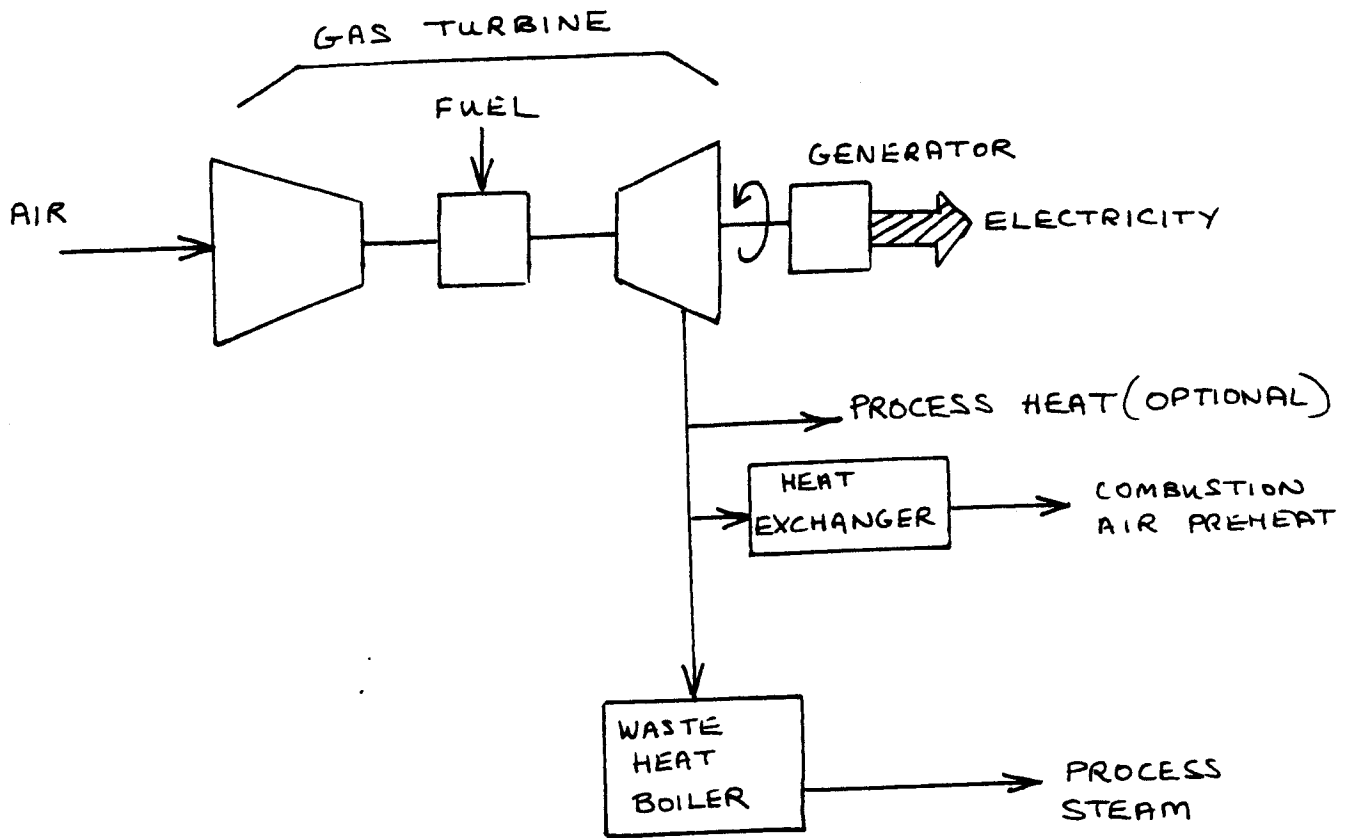 GAS TURBINE
FUEL
GENERATOR
AIR
ELECTRICITY
PROCESS HEAT (OPTIONAL)
HEAT
EXCHANGER
COMBUSTION
AIR PREHEAT
WASTE
HEAT
BOILER
PROCESS
STEAM